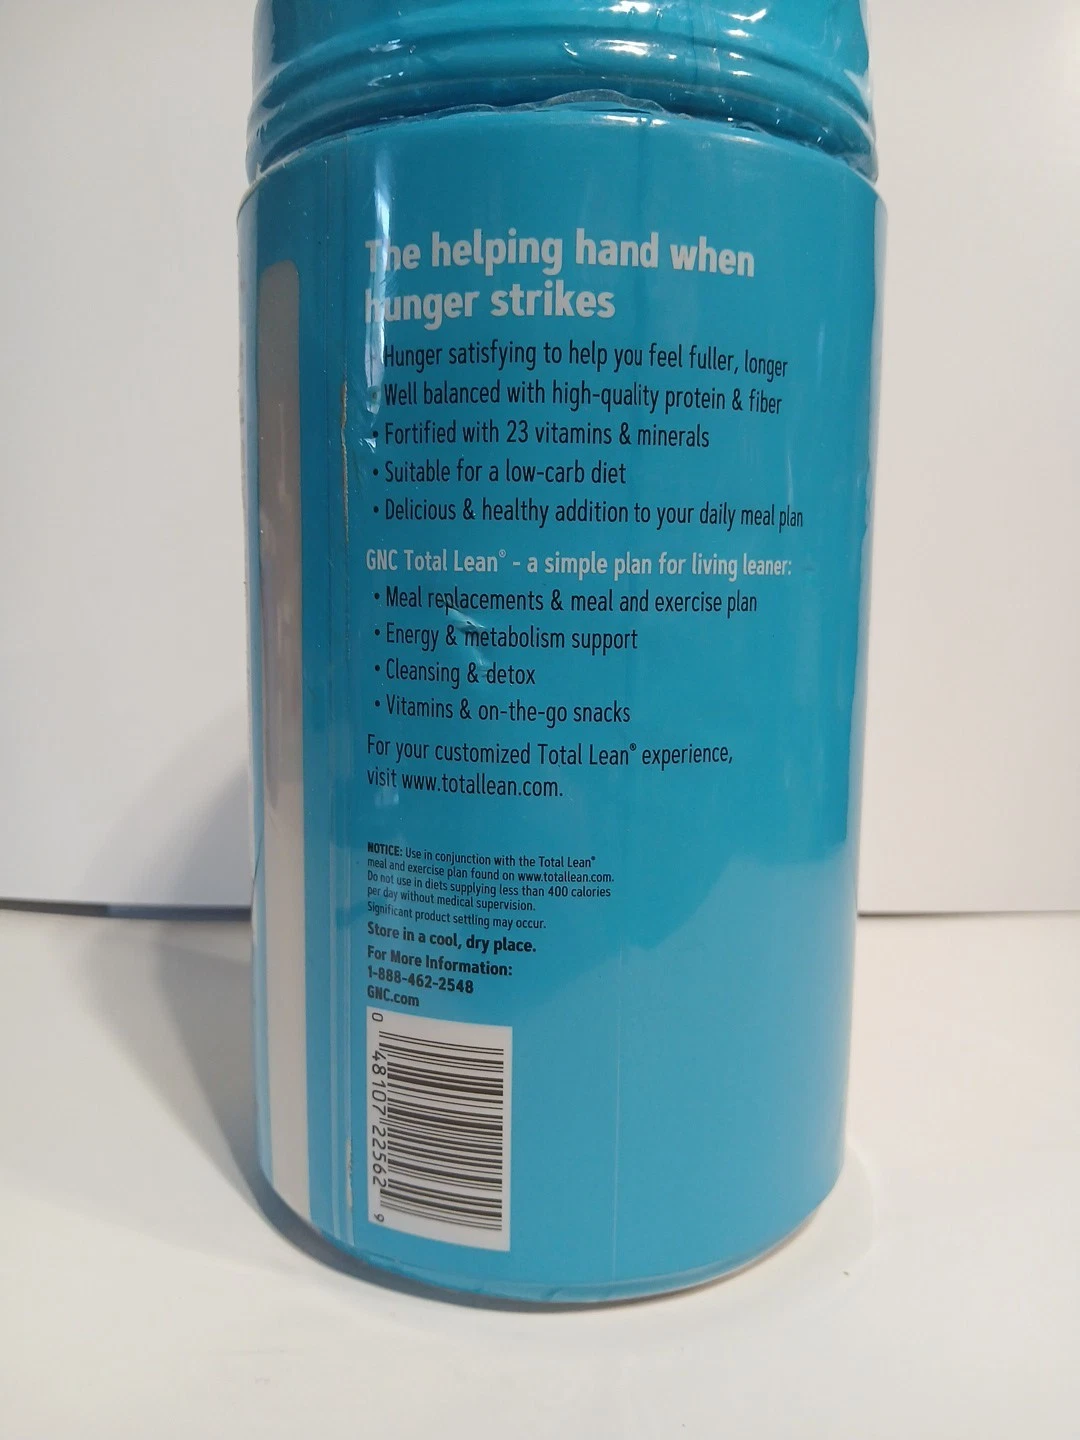 The helping hand when
hunger strikes
• Hunger satisfying to help you feel fuller, longer
• Well balanced with high-quality protein & fiber
• Fortified with 23 vitamins & minerals
• Suitable for a low-carb diet
• Delicious & healthy addition to your daily meal plan
GNC Total Lean® - a simple plan for living leaner:
• Meal replacements & meal and exercise plan
• Energy & metabolism support
• Cleansing & detox
• Vitamins & on-the-go snacks
For your customized Total Lean® experience,
visit www.totallean.com.
NOTICE: Use in conjunction with the Total Lean®
meal and exercise plan found on www.totallean.com.
Do not use in diets supplying less than 400 calories
per day without medical supervision.
Significant product settling may occur.
Store in a cool, dry place.
For More Information:
1-888-462-2548
GNC.com
0 48107 22562 9